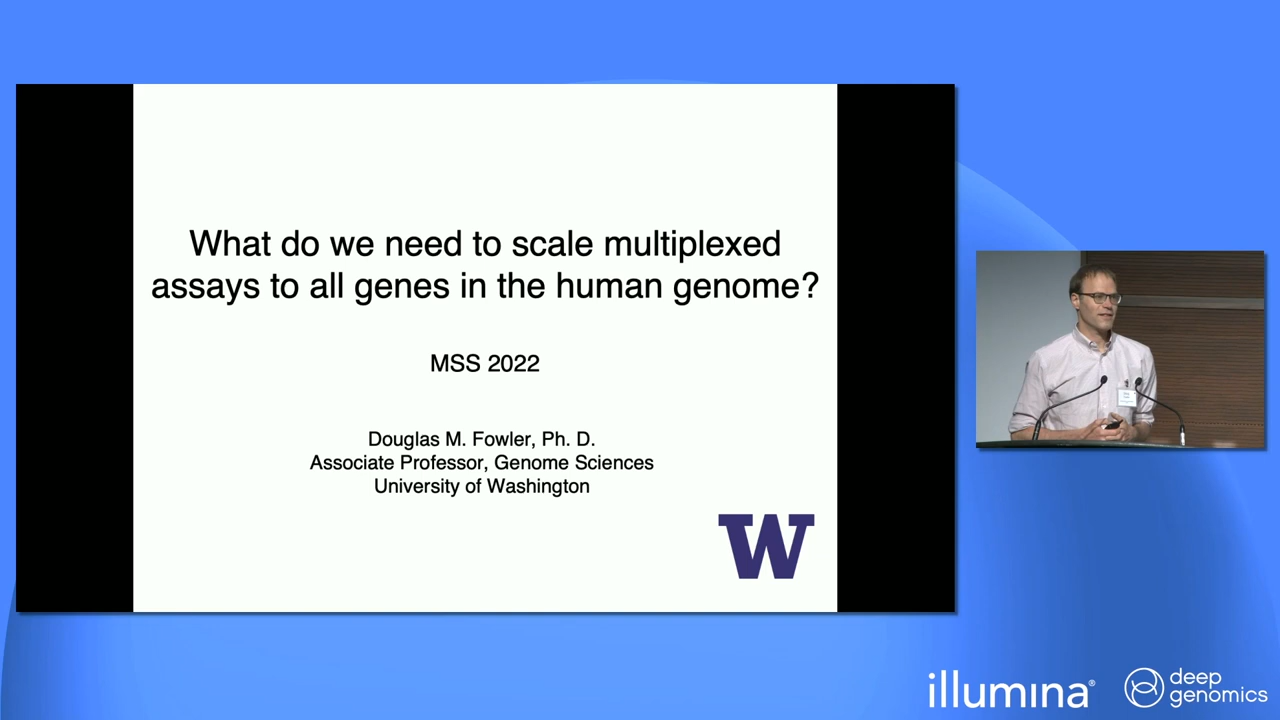 What do we need to scale multiplexed
assays to all genes in the human genome?
MSS 2022
Douglas M. Fowler, Ph. D.
Associate Professor, Genome Sciences
University of Washington
W
illumina®
deep
genomics